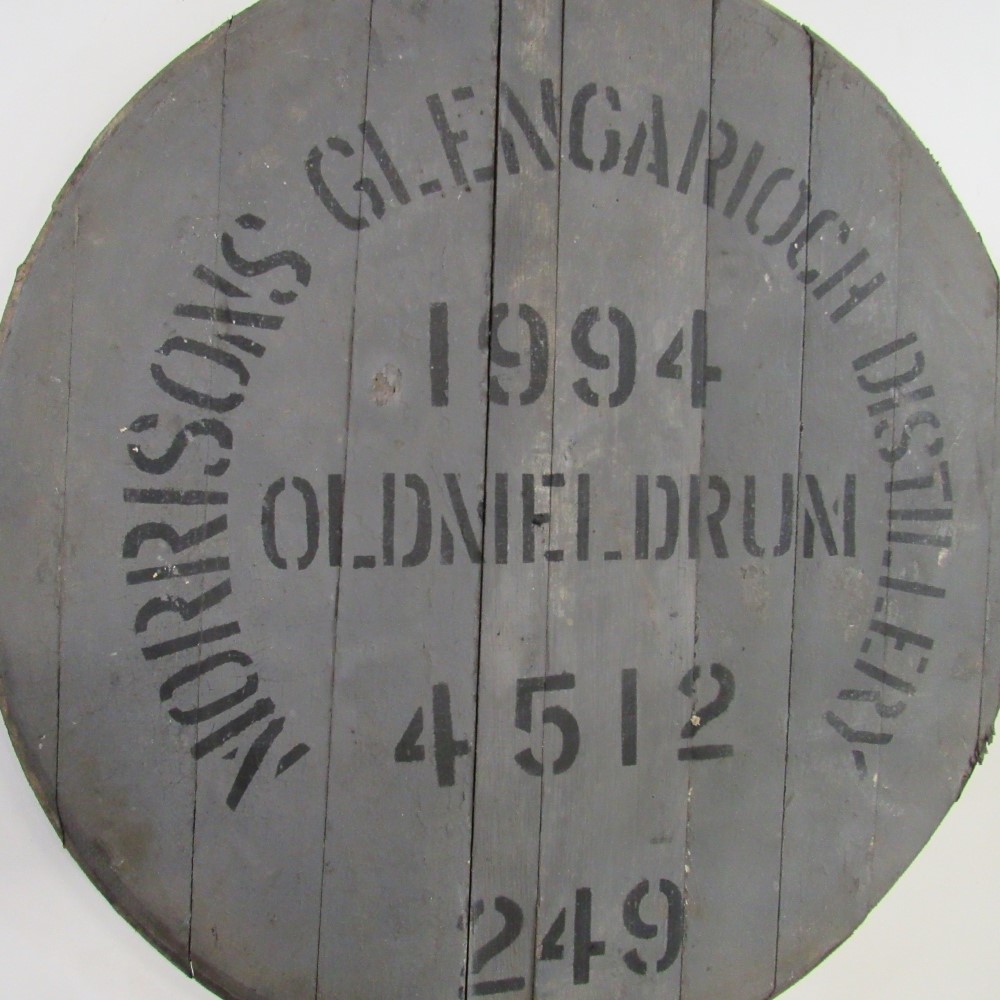 MORRISONS GLENGARIOCH DISTILLERY
1994
OLDMELDRUM
4512
249